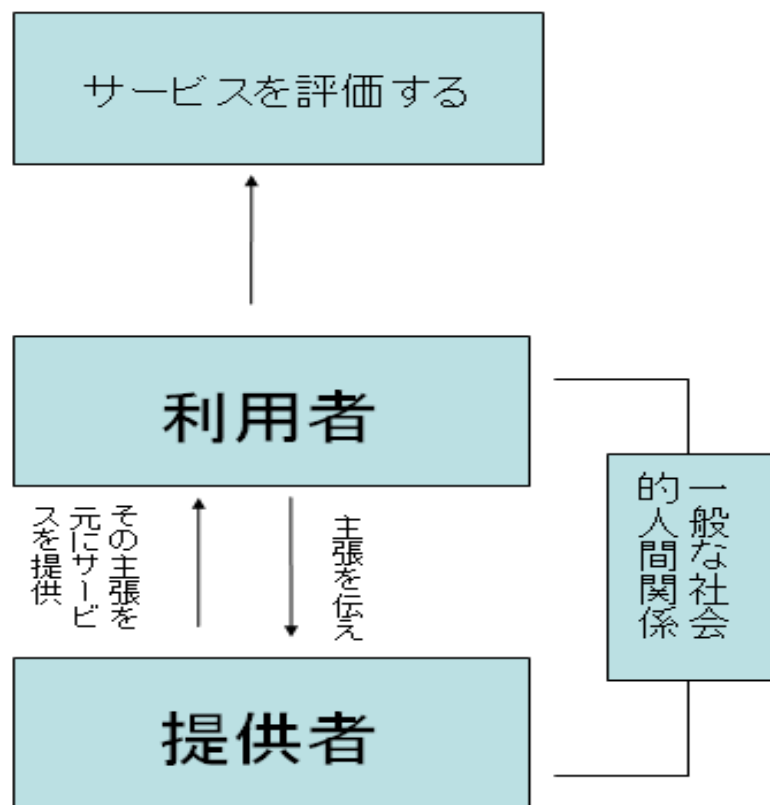 サービスを評価する
利用者
その主張を
元にサービ
スを提供
主張を伝え
一般な社会
的人間関係
提供者